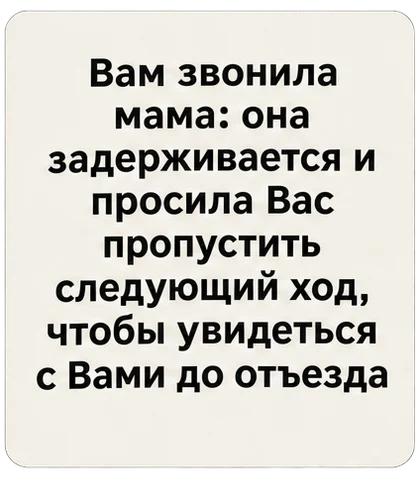 Вам звонила
мама: она
задерживается и
просила Вас
пропустить
следующий ход,
чтобы увидеться
с Вами до отъезда